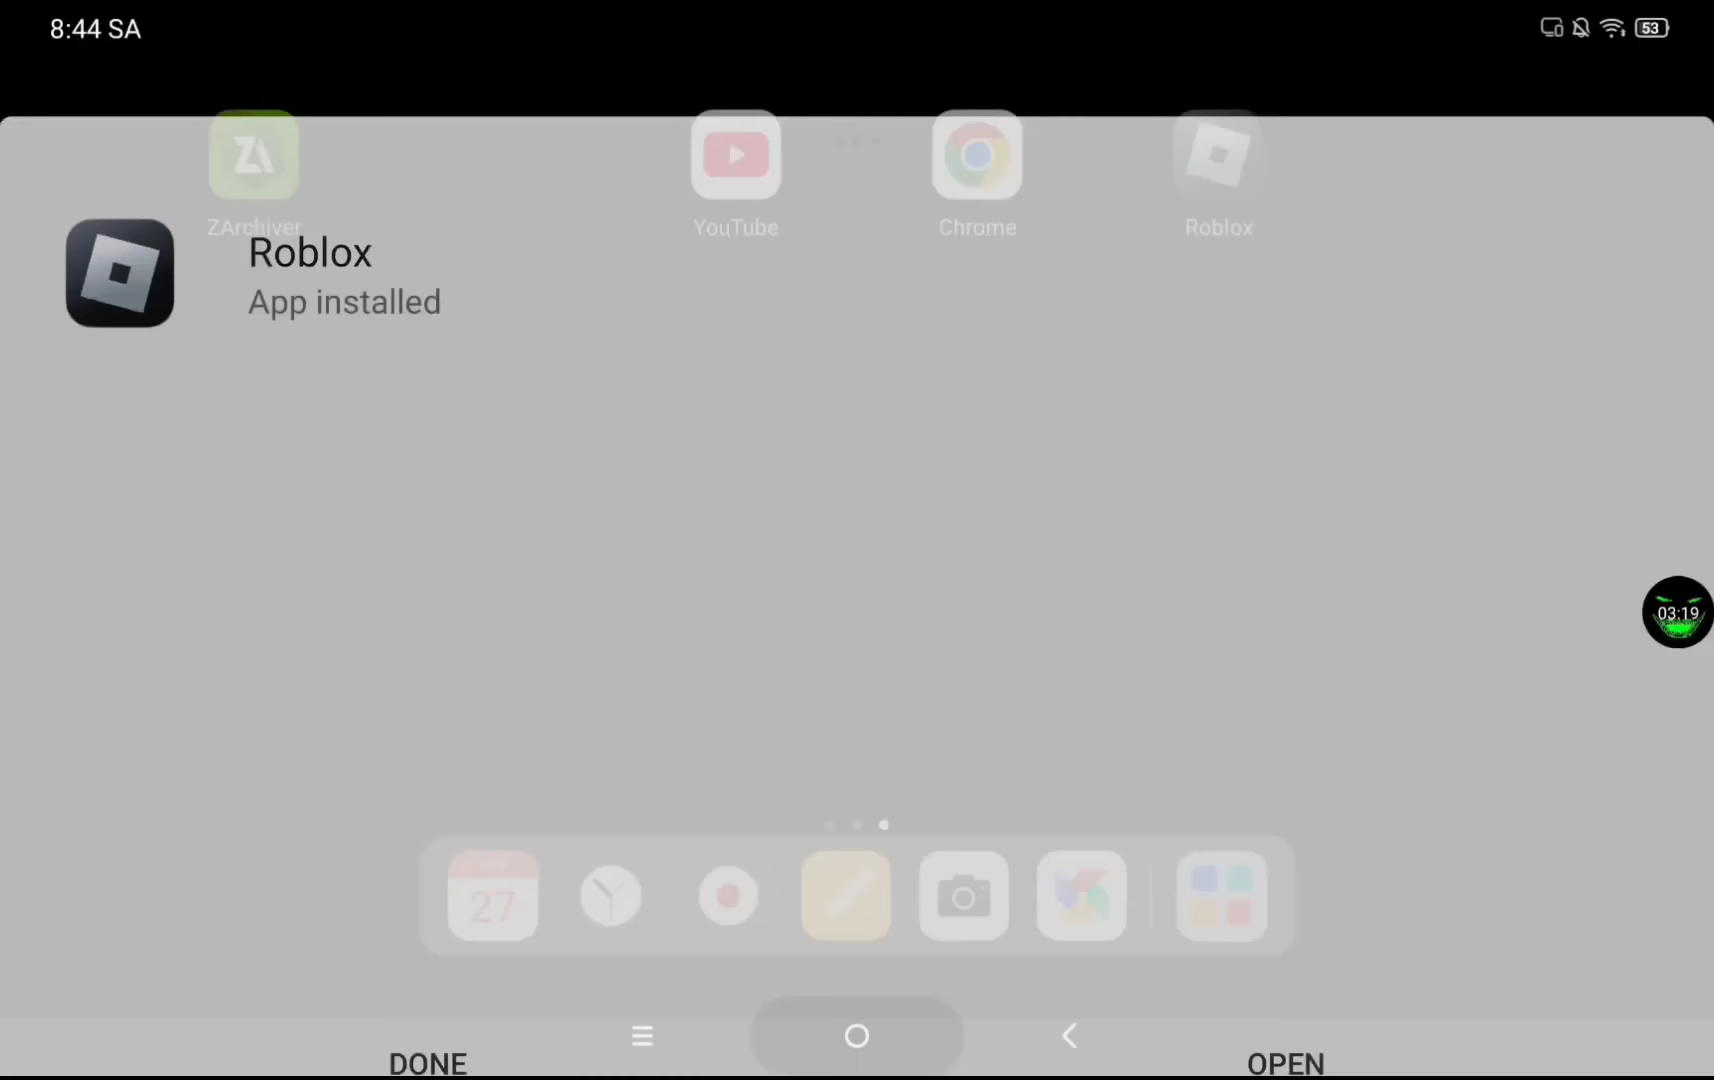 8:44 SA
53
ZArchiver
YouTube
Chrome
Roblox
Roblox
App installed
03:19
27
DONE
OPEN